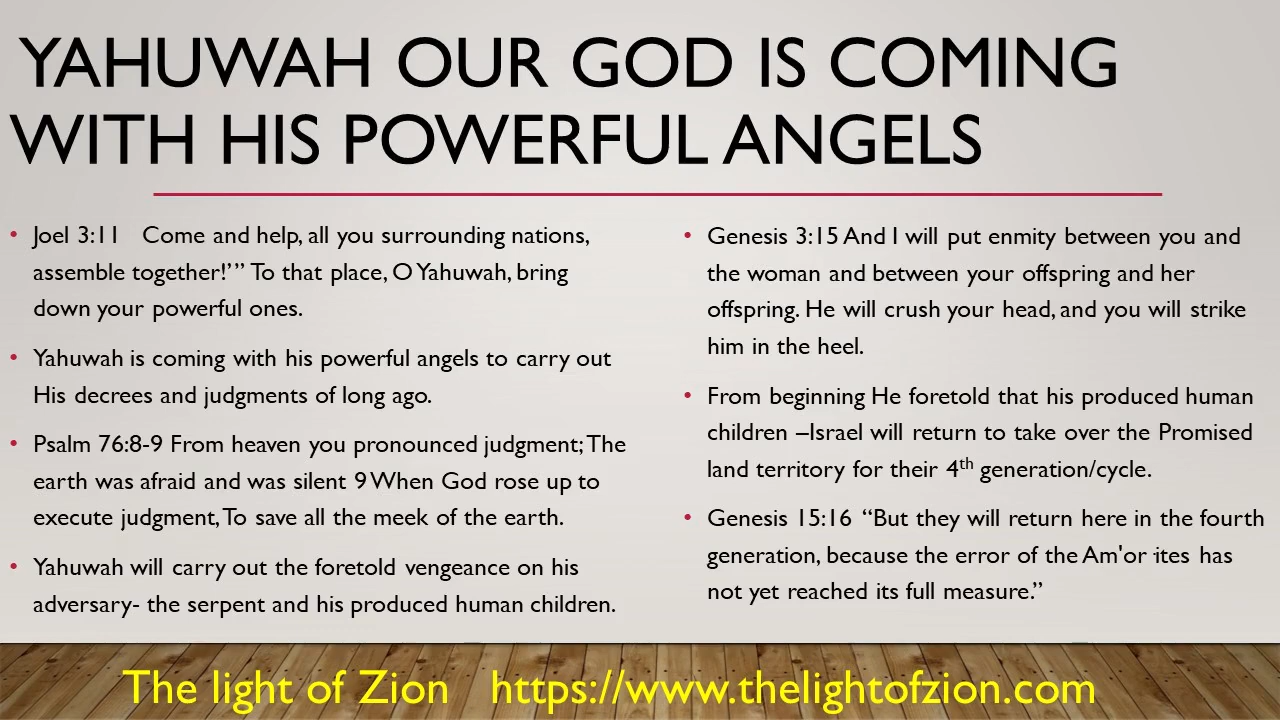 YAHUWAH OUR GOD IS COMING
WITH HIS POWERFUL ANGELS
• Joel 3:11   Come and help, all you surrounding nations,
assemble together!’” To that place, O Yahuwah, bring
down your powerful ones.
• Yahuwah is coming with his powerful angels to carry out
His decrees and judgments of long ago.
• Psalm 76:8-9 From heaven you pronounced judgment; The
earth was afraid and was silent 9 When God rose up to
execute judgment, To save all the meek of the earth.
• Yahuwah will carry out the foretold vengeance on his
adversary- the serpent and his produced human children.
• Genesis 3:15 And I will put enmity between you and
the woman and between your offspring and her
offspring. He will crush your head, and you will strike
him in the heel.
• From beginning He foretold that his produced human
children –Israel will return to take over the Promised
land territory for their 4th generation/cycle.
• Genesis 15:16 “But they will return here in the fourth
generation, because the error of the Am'or ites has
not yet reached its full measure.”
The light of Zion   https://www.thelightofzion.com